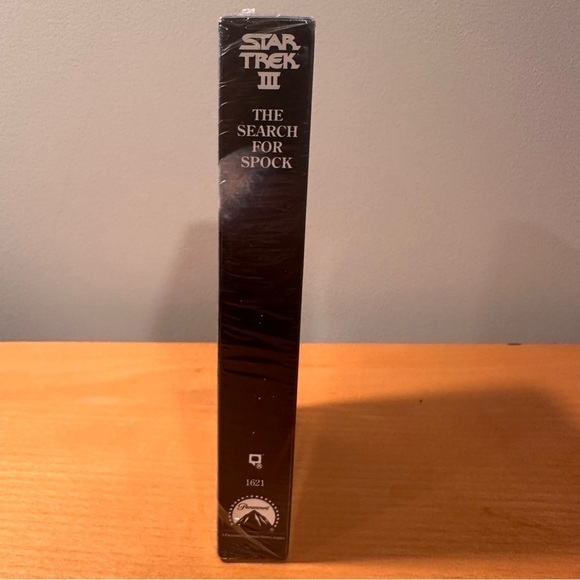 STAR
TREK
III
THE
SEARCH
FOR
SPOCK
®
1621
Paramount
®